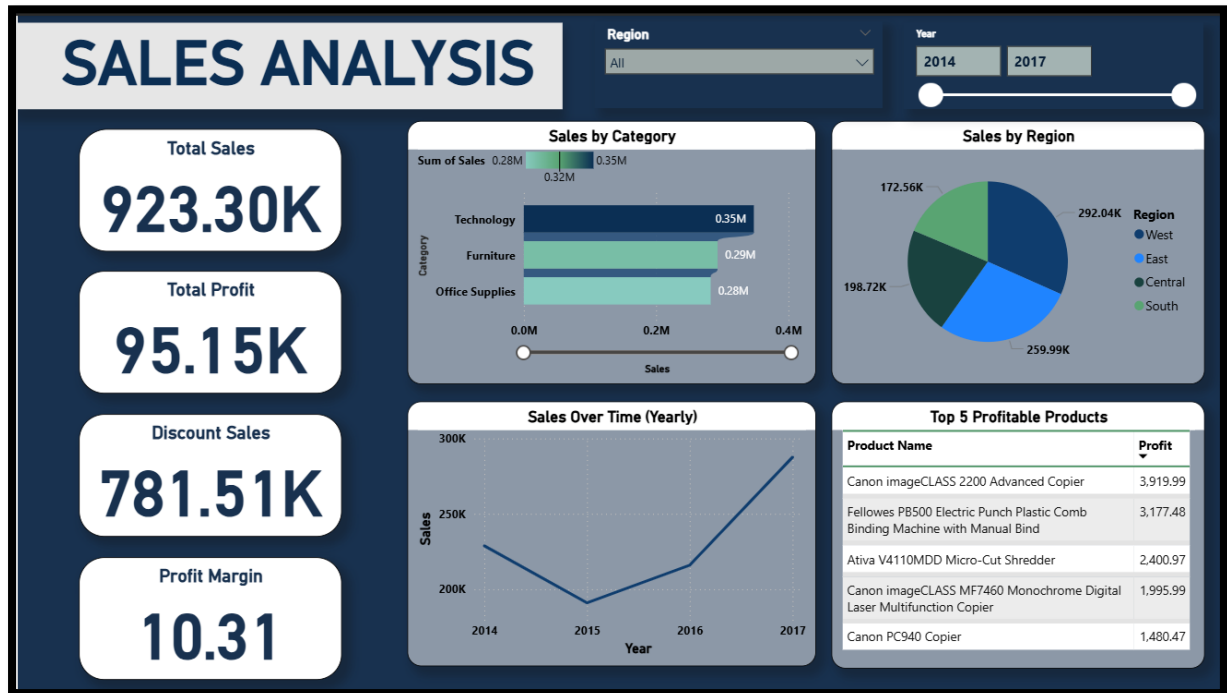 SALES ANALYSIS
Region
All
Year
2014 2017
Total Sales
923.30K
Total Profit
95.15K
Discount Sales
781.51K
Profit Margin
10.31
Sales by Category
Sum of Sales 0.28M 0.35M
0.32M
Category
Technology 0.35M
Furniture 0.29M
Office Supplies 0.28M
0.0M 0.2M 0.4M
Sales
Sales by Region
172.56K
292.04K
198.72K
259.99K
Region
West
East
Central
South
Sales Over Time (Yearly)
300K
250K
200K
Sales
2014 2015 2016 2017
Year
Top 5 Profitable Products
Product Name Profit
Canon imageCLASS 2200 Advanced Copier 3,919.99
Fellowes PB500 Electric Punch Plastic Comb 3,177.48
Binding Machine with Manual Bind
Ativa V4110MDD Micro-Cut Shredder 2,400.97
Canon imageCLASS MF7460 Monochrome Digital 1,995.99
Laser Multifunction Copier
Canon PC940 Copier 1,480.47